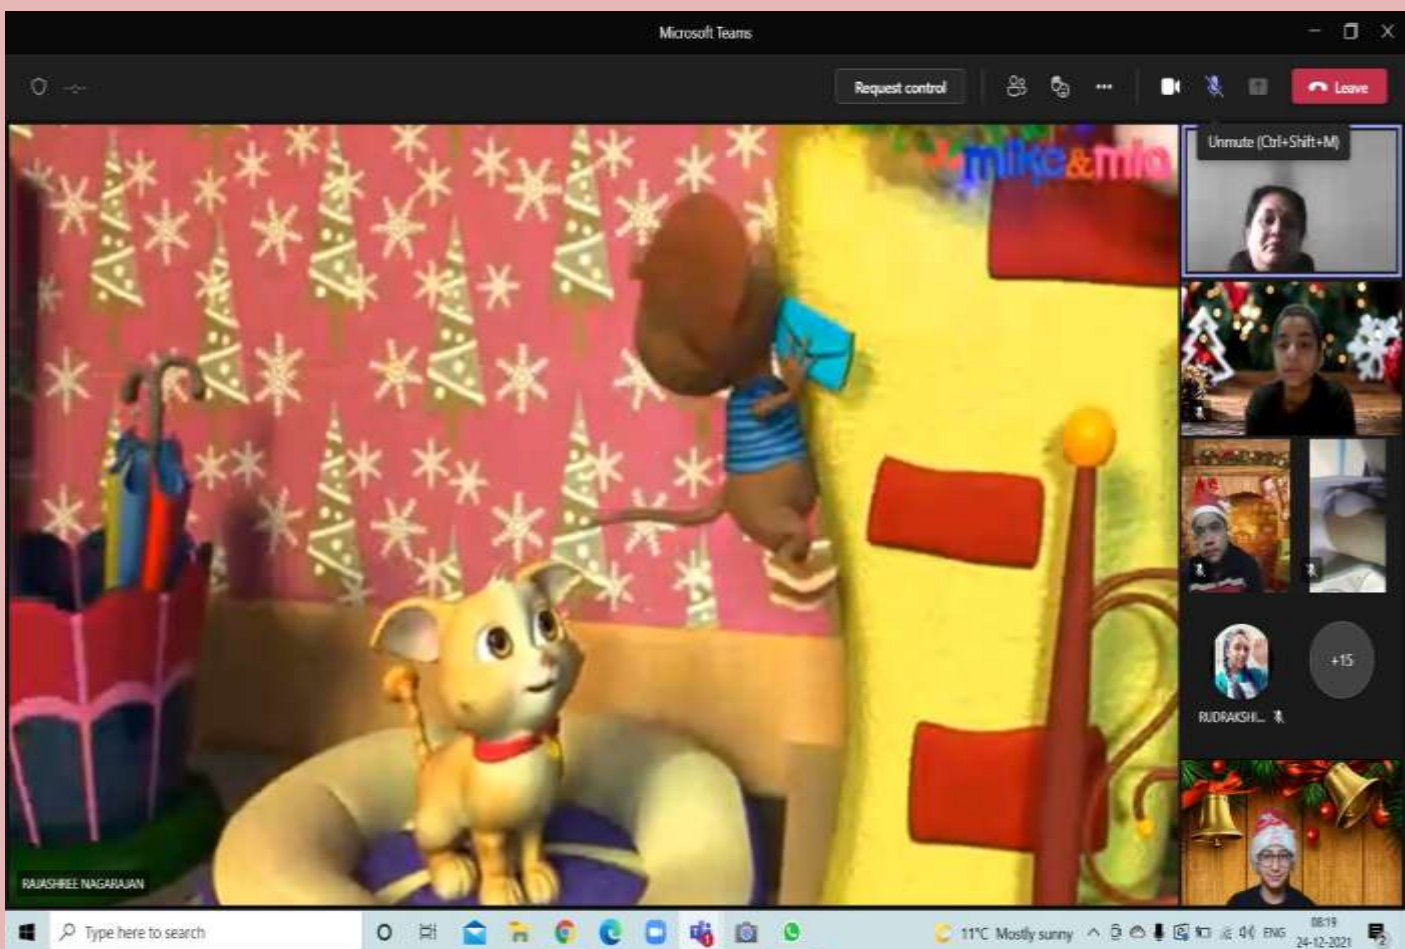 Microsoft Teams
Request control
Leave
Unmute (Ctrl+Shift+M)
mike&mia
RUDRAKSHI...
+15
RAJASHREE NAGARAJAN
Type here to search
11°C Mostly sunny
ENG
08:19
24-12-2021